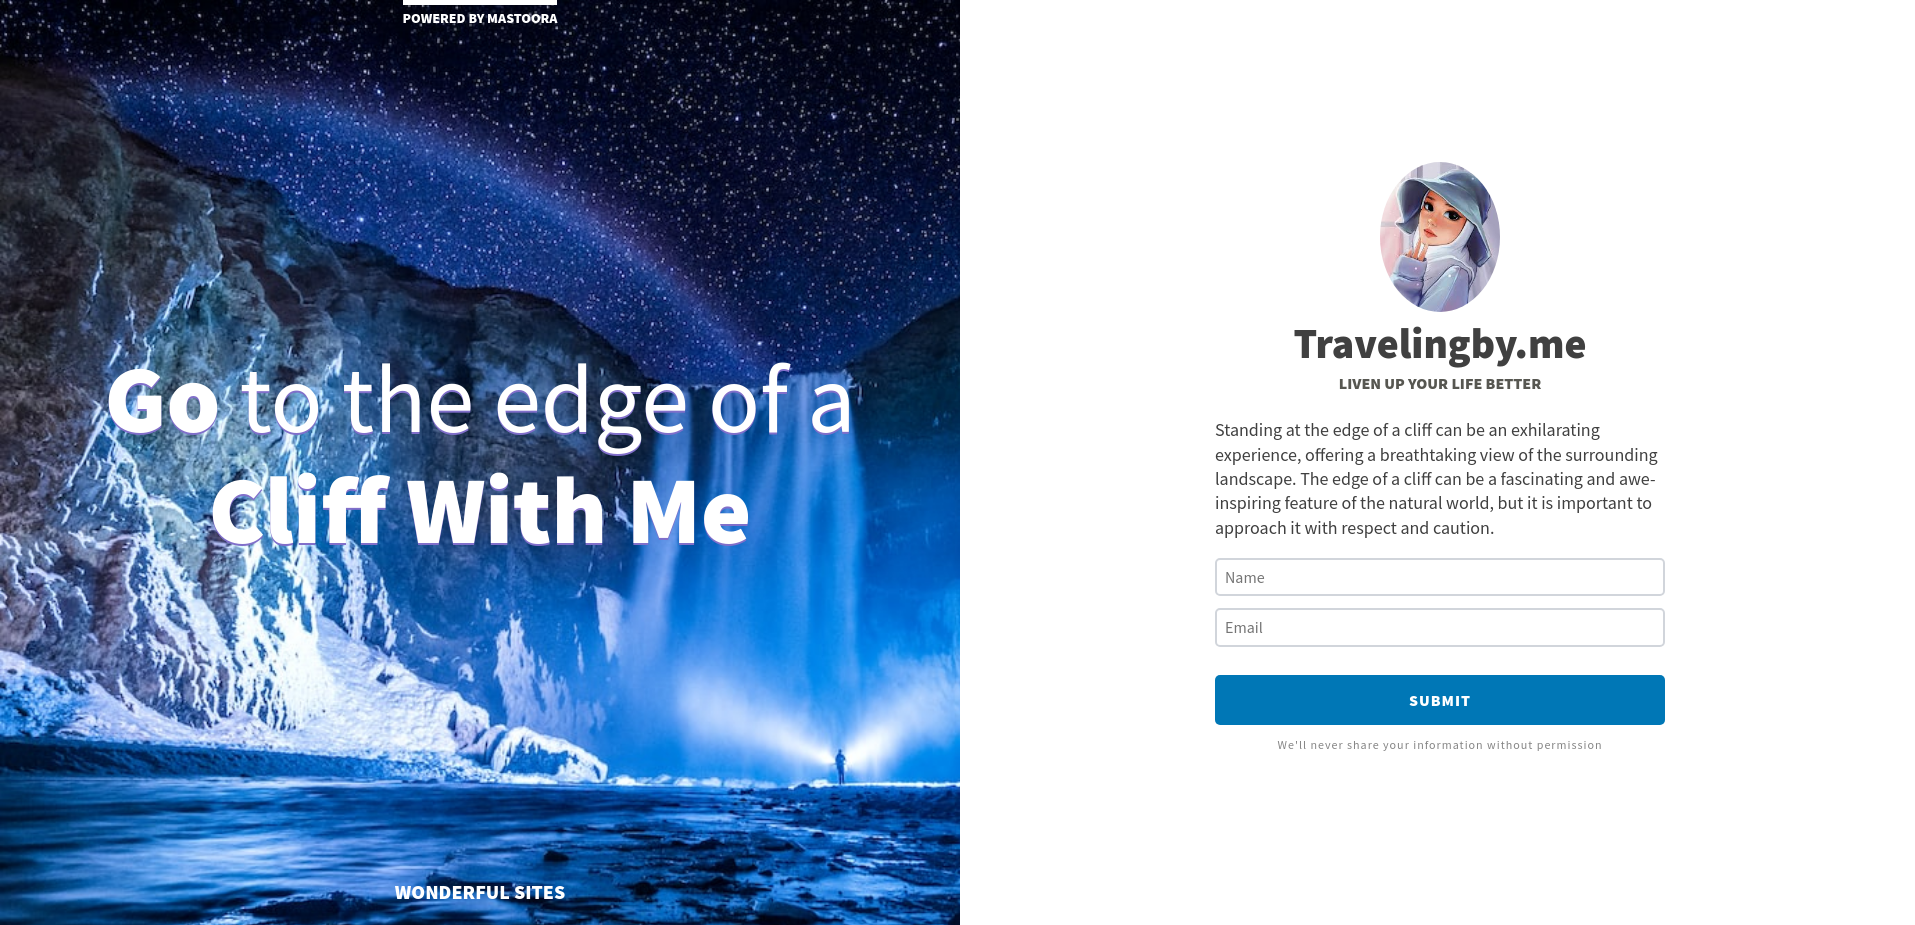 POWERED BY MASTOORA
Go to the edge of a
Cliff With Me
WONDERFUL SITES
Travelingby.me
LIVEN UP YOUR LIFE BETTER
Standing at the edge of a cliff can be an exhilarating
experience, offering a breathtaking view of the surrounding
landscape. The edge of a cliff can be a fascinating and awe-
inspiring feature of the natural world, but it is important to
approach it with respect and caution.
Name
Email
SUBMIT
We'll never share your information without permission